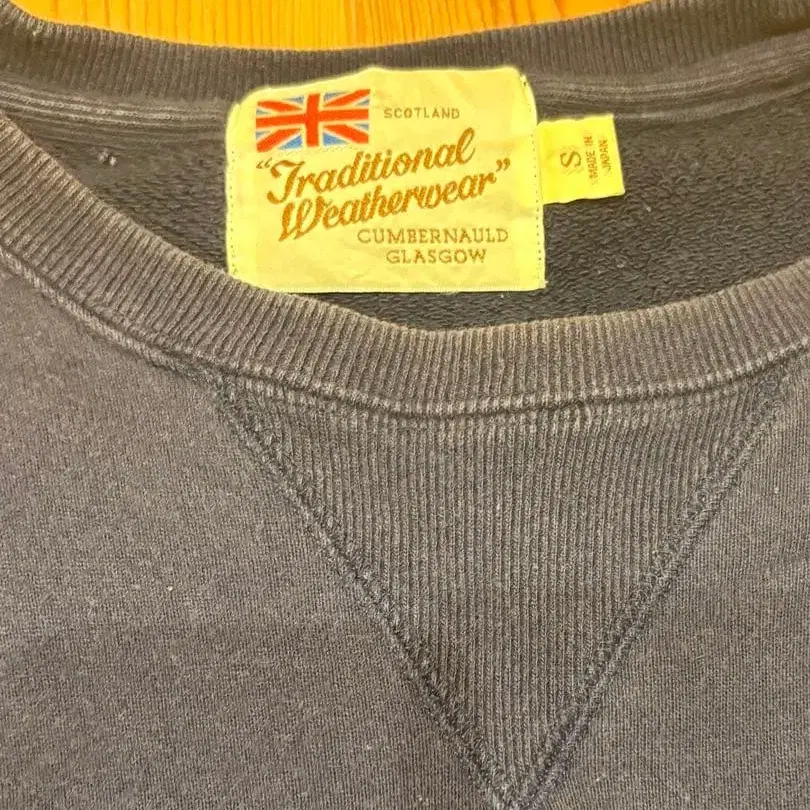 SCOTLAND
"Traditional
Weatherwear"
CUMBERNAULD
GLASGOW
S
MADE IN
JAPAN